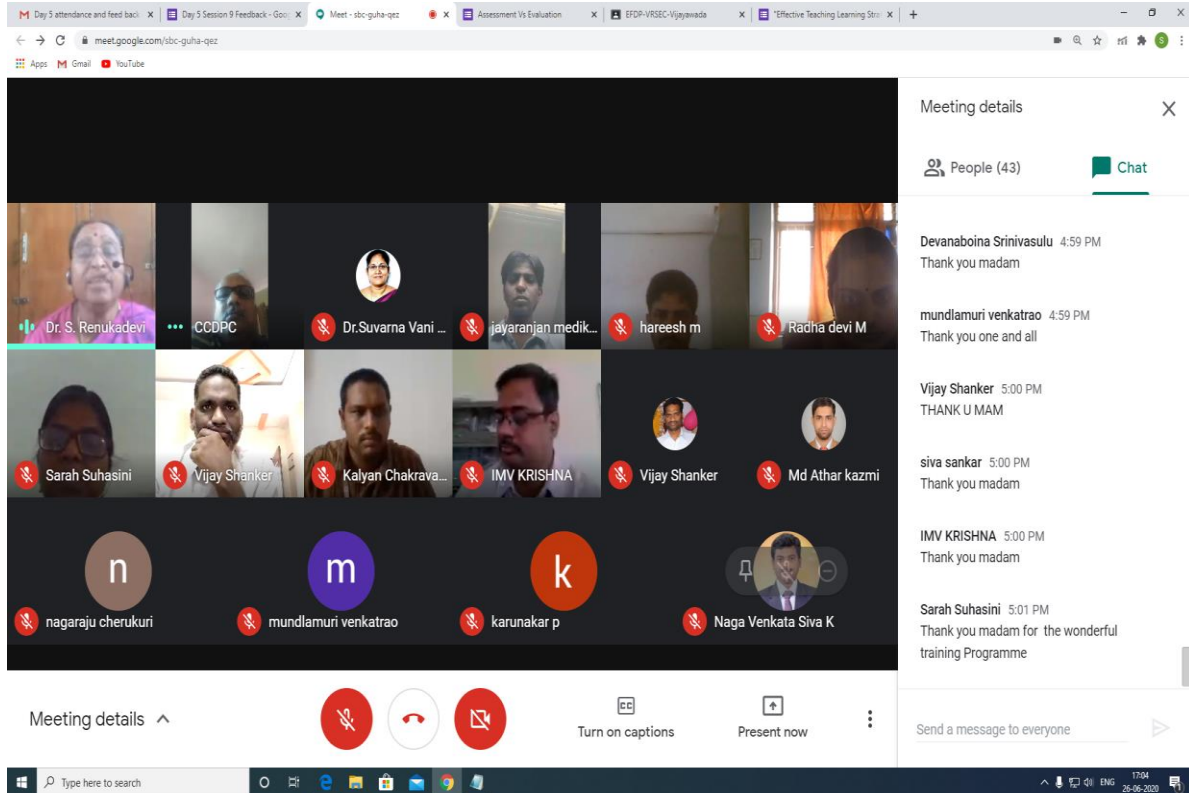 Day 5 attendance and feed back
Day 5 Session 9 Feedback - Goo
Meet - sbc-guha-qez
Assessment Vs Evaluation
EFDP-VRSEC-Vijayawada
"Effective Teaching Learning Stra
meet.google.com/sbc-guha-qez
S
Apps
Gmail
YouTube
Meeting details
People (43)
Chat
Dr. S. Renukadevi
CCDPC
Dr.Suvarna Vani ...
jayaranjan medik...
hareesh m
Radha devi M
Sarah Suhasini
Vijay Shanker
Kalyan Chakrava...
IMV KRISHNA
Vijay Shanker
Md Athar kazmi
n
m
k
nagaraju cherukuri
mundlamuri venkatrao
karunakar p
Naga Venkata Siva K
Devanaboina Srinivasulu 4:59 PM
Thank you madam
mundlamuri venkatrao 4:59 PM
Thank you one and all
Vijay Shanker 5:00 PM
THANK U MAM
siva sankar 5:00 PM
Thank you madam
IMV KRISHNA 5:00 PM
Thank you madam
Sarah Suhasini 5:01 PM
Thank you madam for the wonderful
training Programme
Send a message to everyone
Meeting details
CC
Turn on captions
Present now
Type here to search
ENG
17:04
26-06-2020